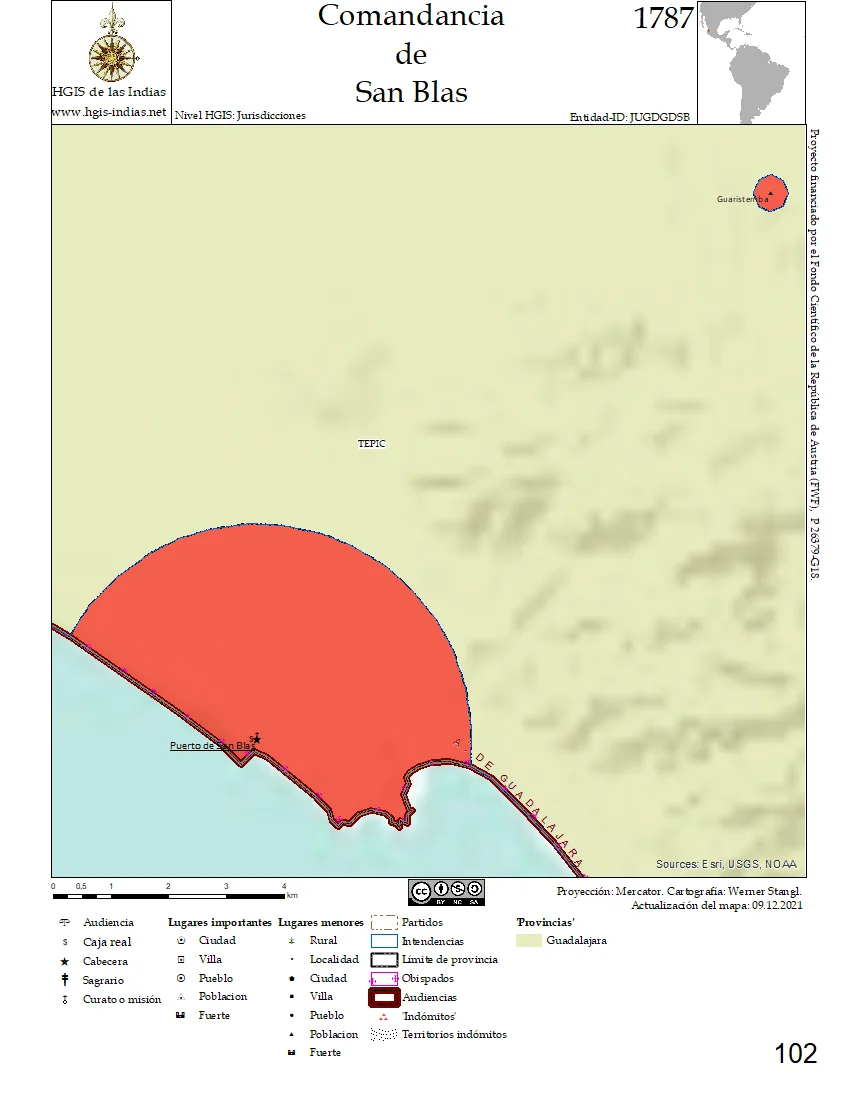 Comandancia
de
San Blas
1787
HGIS de las Indias
www.hgis-indias.net
Nivel HGIS: Jurisdicciones
Entidad-ID: JUGDGDSB
Proyecto financiado por el Fondo Científico de la República de Austria (FWF), P 26379-G18.
Guaristemba
TEPIC
Puerto de San Blas
A. DE GUADALAJARA
Sources: Esri, USGS, NOAA
0 0,5 1 2 3 4
km
cc BY NC SA
Proyección: Mercator. Cartografía: Werner Stangl.
Actualización del mapa: 09.12.2021
Audiencia
Caja real
Cabecera
Sagrario
Curato o misión
Lugares importantes
Ciudad
Villa
Pueblo
Poblacion
Fuerte
Lugares menores
Rural
Localidad
Ciudad
Villa
Pueblo
Poblacion
Fuerte
Partidos
Intendencias
Límite de provincia
Obispados
Audiencias
'Indómitos'
Territorios indómitos
'Provincias'
Guadalajara
102